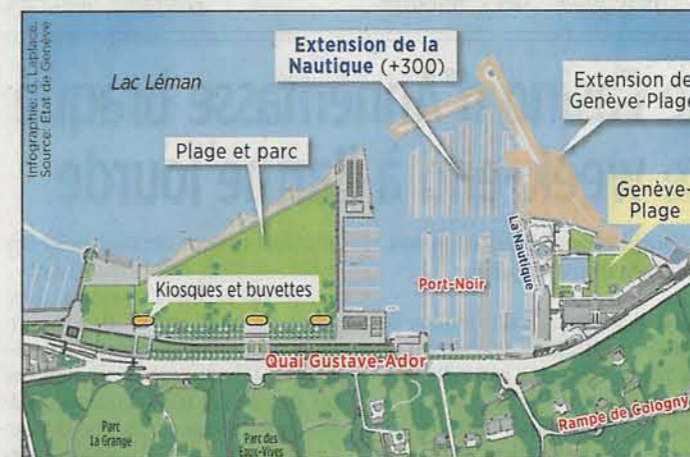 Infographie: G. Laplace.
Source: Etat de Genève
Lac Léman
Extension de la
Nautique (+300)
Extension de
Genève-Plage
Plage et parc
Genève-
Plage
La Nautique
Port-Noir
Kiosques et buvettes
Quai Gustave-Ador
Rampe de Cologny
Parc
La Grange
Parc des
Eaux-Vives